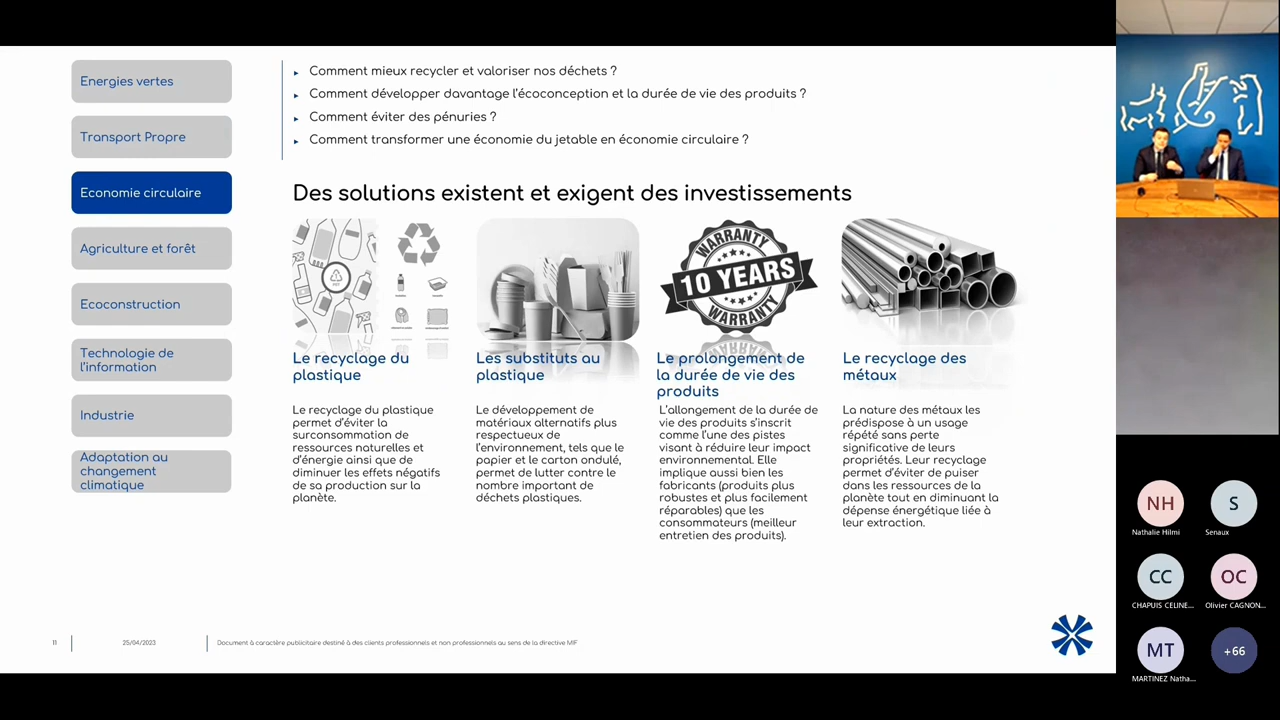 Energies vertes
Transport Propre
Economie circulaire
Agriculture et forêt
Ecoconstruction
Technologie de
l'information
Industrie
Adaptation au
changement
climatique
Comment mieux recycler et valoriser nos déchets ?
Comment développer davantage l'écoconception et la durée de vie des produits ?
Comment éviter des pénuries ?
Comment transformer une économie du jetable en économie circulaire ?
Des solutions existent et exigent des investissements
WARRANTY
10 YEARS
WARRANTY
Le recyclage du
plastique
Le recyclage du plastique
permet d'éviter la
surconsommation de
ressources naturelles et
d'énergie ainsi que de
diminuer les effets négatifs
de sa production sur la
planète.
Les substituts au
plastique
Le développement de
matériaux alternatifs plus
respectueux de
l'environnement, tels que le
papier et le carton ondulé,
permet de lutter contre le
nombre important de
déchets plastiques.
Le prolongement de
la durée de vie des
produits
L'allongement de la durée de
vie des produits s'inscrit
comme l'une des pistes
visant à réduire leur impact
environnemental. Elle
implique aussi bien les
fabricants (produits plus
robustes et plus facilement
réparables) que les
consommateurs (meilleur
entretien des produits).
Le recyclage des
métaux
La nature des métaux les
prédispose à un usage
répété sans perte
significative de leurs
propriétés. Leur recyclage
permet d'éviter de puiser
dans les ressources de la
planète tout en diminuant la
dépense énergétique liée à
leur extraction.
11
25/04/2023
Document à caractère publicitaire destiné à des clients professionnels et non professionnels au sens de la directive MIF
NH
Nathalie Hilmi
S
Senaux
CC
CHAPUIS CELINE...
OC
Olivier CAGNON...
MT
MARTINEZ Natha...
+66